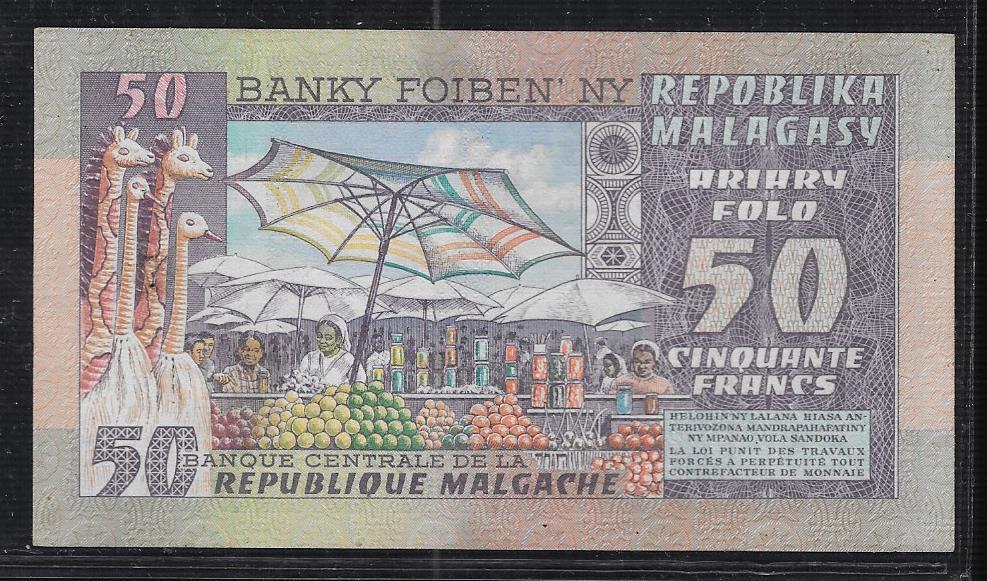 50
BANKY FOIBEN' NY
REPOBLIKA
MALAGASY
ARIARY
FOLO
50
CINQUANTE
FRANCS
HELOHIN'NY LALANA HIASA AN-
TERIVOZONA MANDRAPAHAFATINY
NY MPANAO VOLA SANDOKA
LA LOI PUNIT DES TRAVAUX
FORCÉS A PERPÉTUITÉ TOUT
CONTREFACTEUR DE MONNAIE
50
BANQUE CENTRALE DE LA
REPUBLIQUE MALGACHE